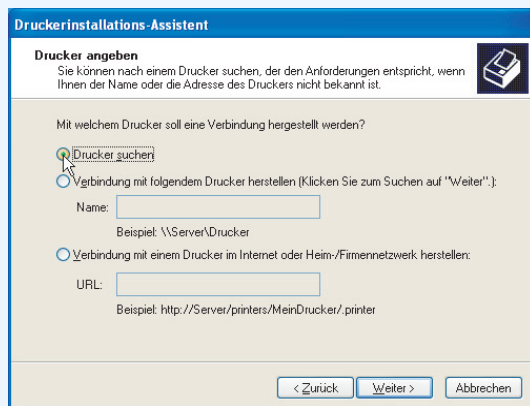 Druckerinstallations-Assistent
Drucker angeben
Sie können nach einem Drucker suchen, der den Anforderungen entspricht, wenn
Ihnen der Name oder die Adresse des Druckers nicht bekannt ist.
Mit welchem Drucker soll eine Verbindung hergestellt werden?
Drucker suchen
Verbindung mit folgendem Drucker herstellen (Klicken Sie zum Suchen auf "Weiter".):
Name:
Beispiel: \\Server\Drucker
Verbindung mit einem Drucker im Internet oder Heim-/Firmennetzwerk herstellen:
URL:
Beispiel: http://Server/printers/MeinDrucker/.printer
< Zurück Weiter > Abbrechen